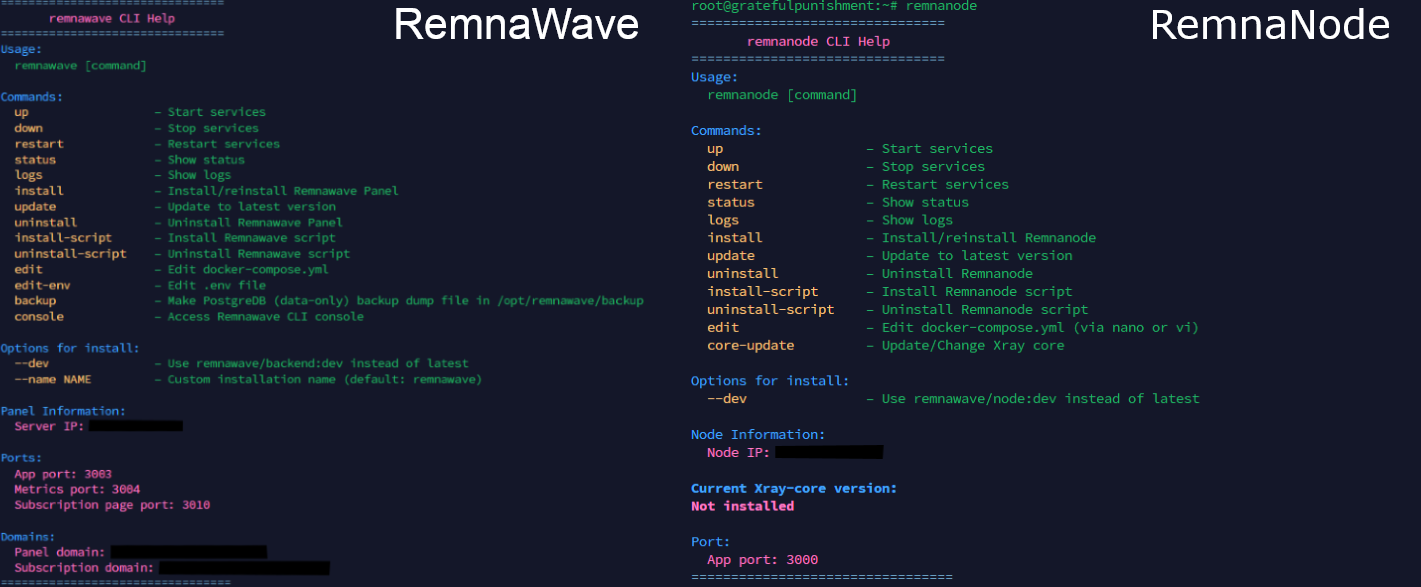 ================================
remnawave CLI Help
================================
RemnaWave
Usage:
remnawave [command]
Commands:
up – Start services
down – Stop services
restart – Restart services
status – Show status
logs – Show logs
install – Install/reinstall Remnawave Panel
update – Update to latest version
uninstall – Uninstall Remnawave Panel
install-script – Install Remnawave script
uninstall-script – Uninstall Remnawave script
edit – Edit docker-compose.yml
edit-env – Edit .env file
backup – Make PostgreDB (data-only) backup dump file in /opt/remnawave/backup
console – Access Remnawave CLI console
Options for install:
--dev – Use remnawave/backend:dev instead of latest
--name NAME – Custom installation name (default: remnawave)
Panel Information:
Server IP:
Ports:
App port: 3003
Metrics port: 3004
Subscription page port: 3010
Domains:
Panel domain:
Subscription domain:
=================================
root@gratefulpunishment:~# remnanode
================================
remnanode CLI Help
================================
RemnaNode
Usage:
remnanode [command]
Commands:
up – Start services
down – Stop services
restart – Restart services
status – Show status
logs – Show logs
install – Install/reinstall Remnanode
update – Update to latest version
uninstall – Uninstall Remnanode
install-script – Install Remnanode script
uninstall-script – Uninstall Remnanode script
edit – Edit docker-compose.yml (via nano or vi)
core-update – Update/Change Xray core
Options for install:
--dev – Use remnawave/node:dev instead of latest
Node Information:
Node IP:
Current Xray-core version:
Not installed
Port:
App port: 3000
=================================